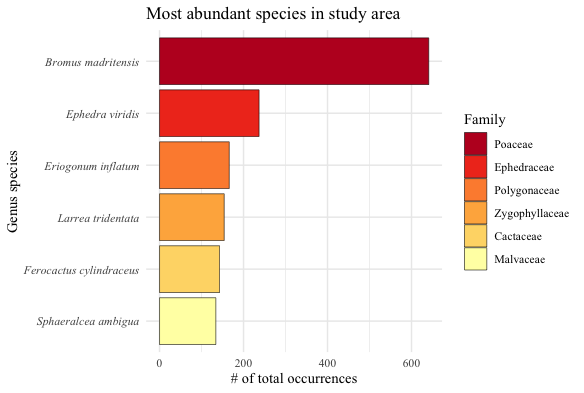 Most abundant species in study area
Genus species
Bromus madritensis
Ephedra viridis
Eriogonum inflatum
Larrea tridentata
Ferocactus cylindraceus
Sphaeralcea ambigua
0 200 400 600
# of total occurrences
Family
Poaceae
Ephedraceae
Polygonaceae
Zygophyllaceae
Cactaceae
Malvaceae